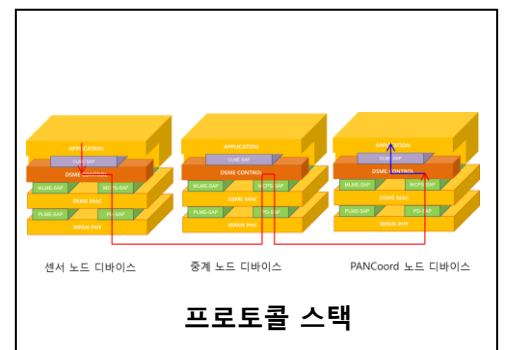 APPLICATION
CLME-SAP
DSME CONTROL
MLME-SAP
MCPS-SAP
DSME MAC
PLME-SAP
PD-SAP
WPAN PHY
센서 노드 디바이스
APPLICATION
CLME-SAP
DSME CONTROL
MLME-SAP
MCPS-SAP
DSME MAC
PLME-SAP
PD-SAP
WPAN PHY
중계 노드 디바이스
APPLICATION
CLME-SAP
DSME CONTROL
MLME-SAP
MCPS-SAP
DSME MAC
PLME-SAP
PD-SAP
WPAN PHY
PANCoord 노드 디바이스
프로토콜 스택